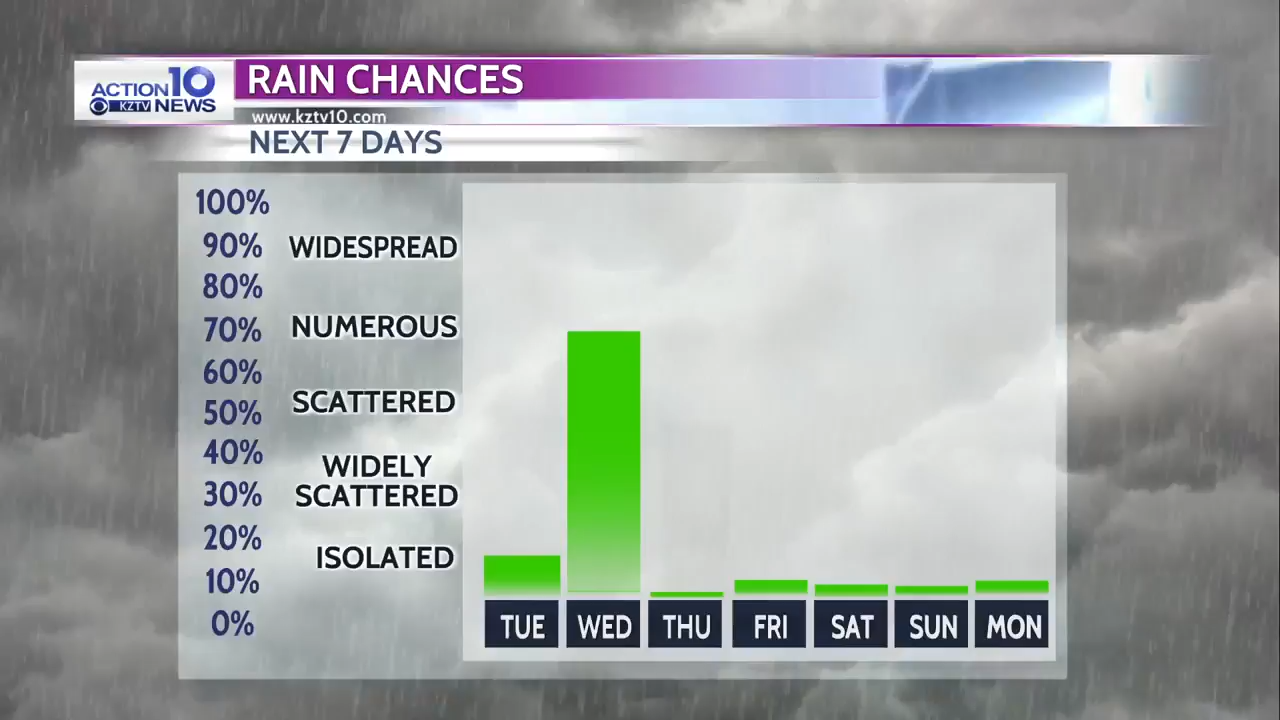 ACTION 10
KZTV NEWS
RAIN CHANCES
www.kztv10.com
NEXT 7 DAYS
100%
90% WIDESPREAD
80%
70% NUMEROUS
60%
SCATTERED
50%
40%
WIDELY
30% SCATTERED
20%
ISOLATED
10%
0%
TUE WED THU FRI SAT SUN MON